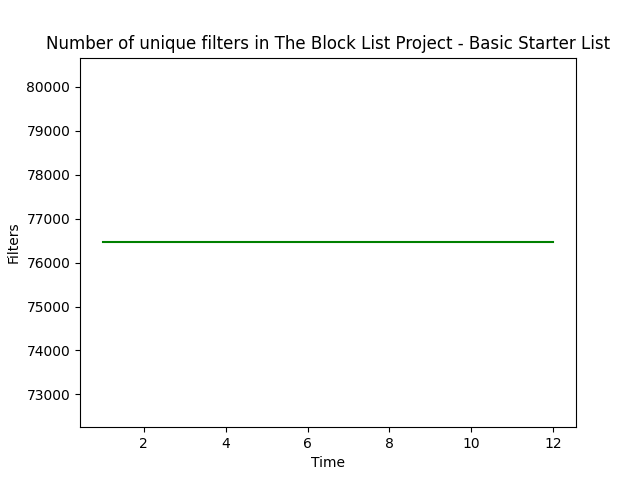 Number of unique filters in The Block List Project - Basic Starter List
80000
79000
78000
77000
76000
75000
74000
73000
Filters
2 4 6 8 10 12
Time